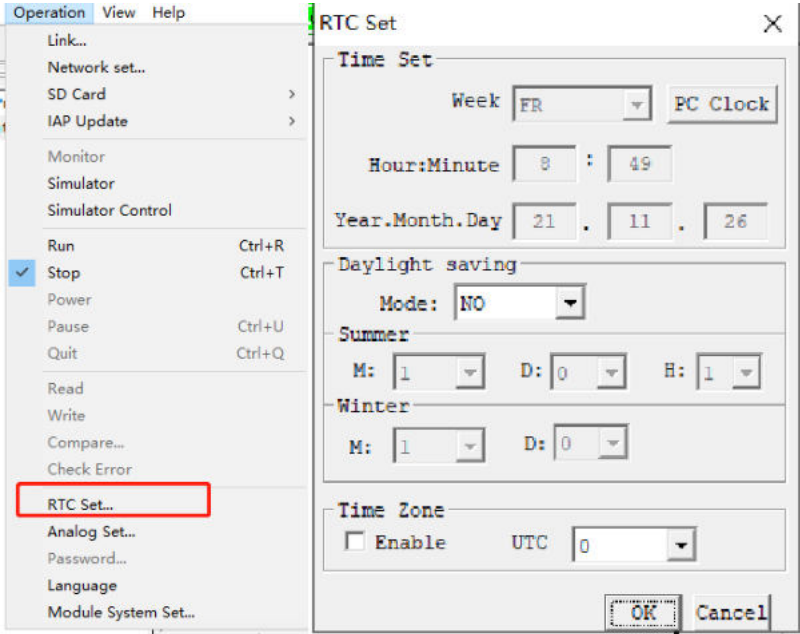 Operation View Help
Link...
Network set...
SD Card
IAP Update
Monitor
Simulator
Simulator Control
Run Ctrl+R
Stop Ctrl+T
Power
Pause Ctrl+U
Quit Ctrl+Q
Read
Write
Compare...
Check Error
RTC Set...
Analog Set...
Password...
Language
Module System Set...
RTC Set
Time Set
Week FR PC Clock
Hour:Minute 8 : 49
Year.Month.Day 21 . 11 . 26
Daylight saving
Mode: NO
Summer
M: 1 D: 0 H: 1
Winter
M: 1 D: 0
Time Zone
Enable UTC 0
OK Cancel